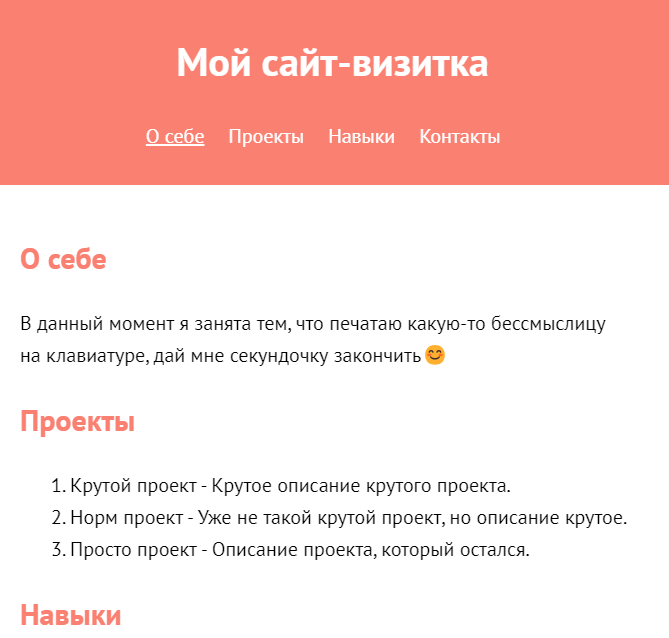 Мой сайт-визитка
О себе Проекты Навыки Контакты
О себе
В данный момент я занята тем, что печатаю какую-то бессмыслицу
на клавиатуре, дай мне секундочку закончить 😊
Проекты
1. Крутой проект - Крутое описание крутого проекта.
2. Норм проект - Уже не такой крутой проект, но описание крутое.
3. Просто проект - Описание проекта, который остался.
Навыки